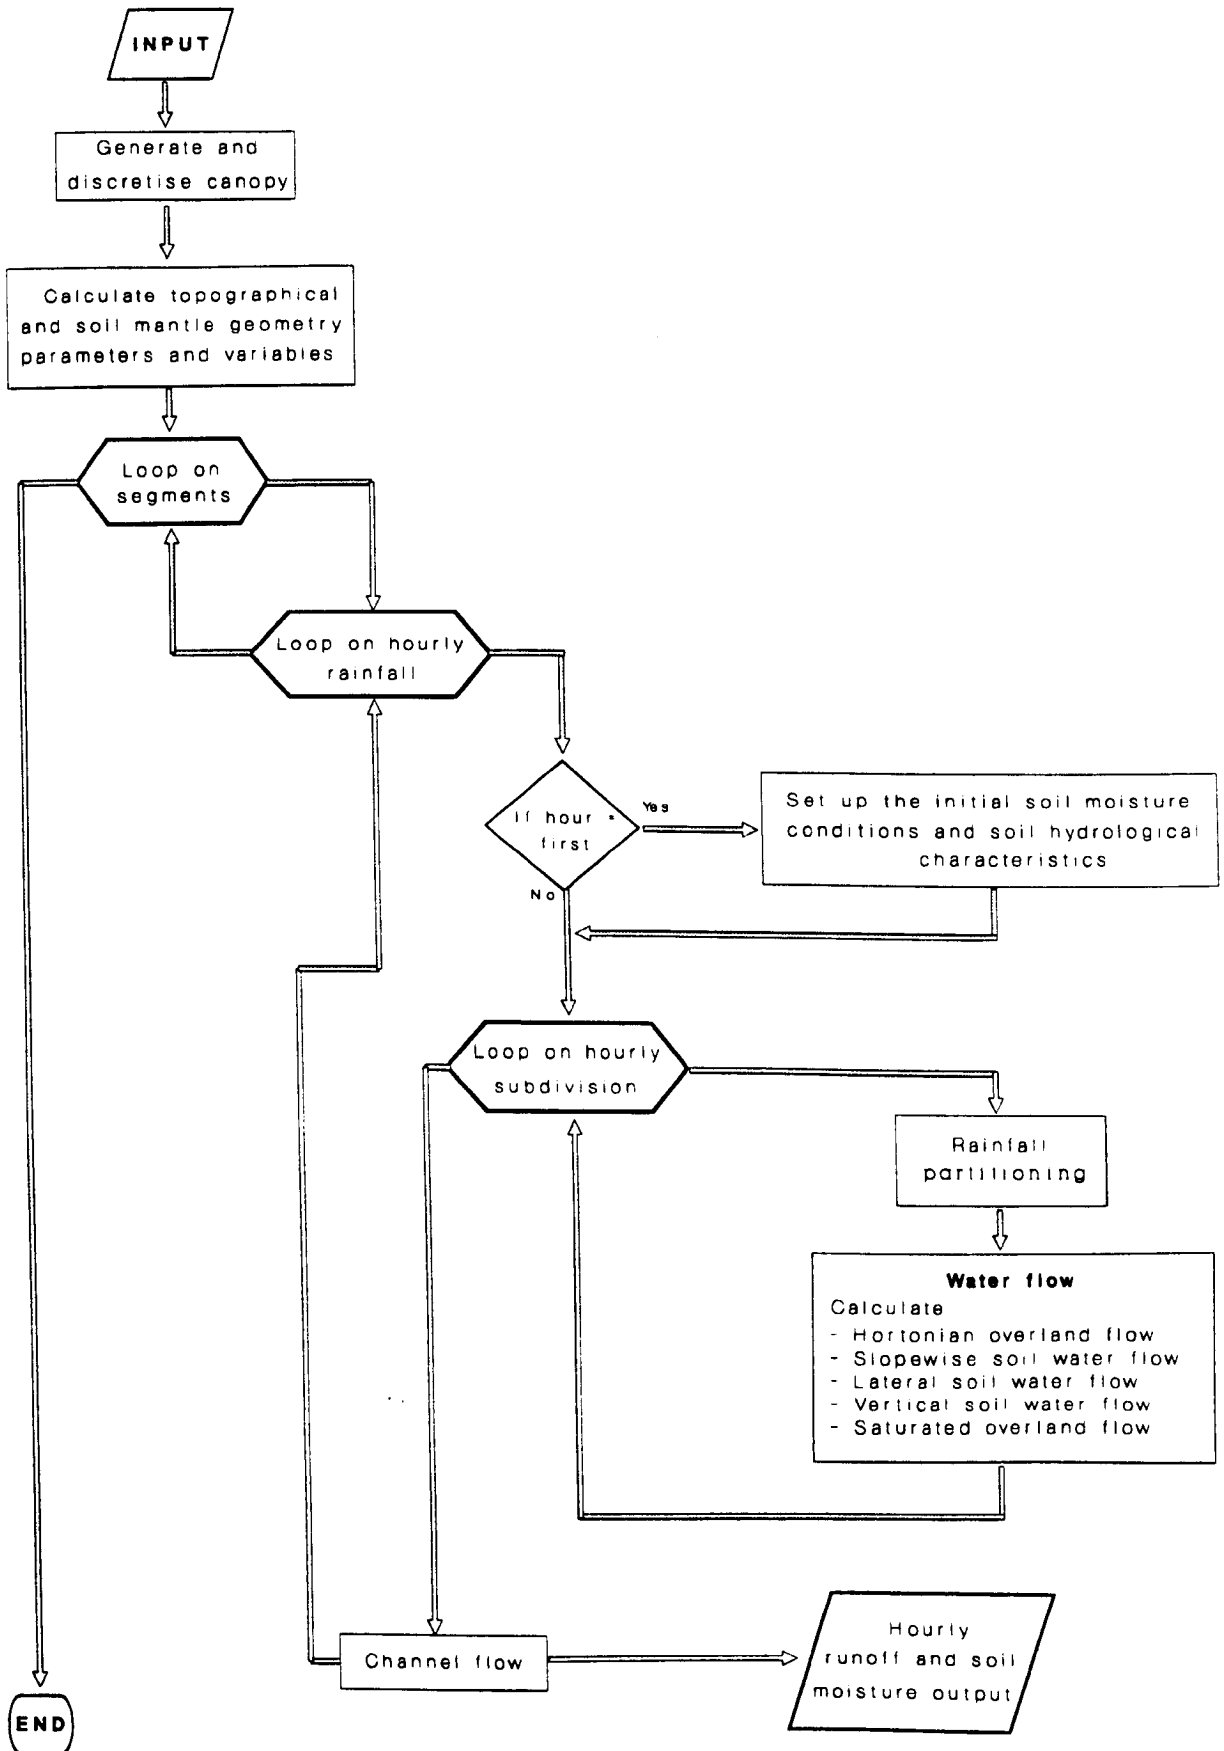 INPUT
Generate and
discretise canopy
Calculate topographical
and soil mantle geometry
parameters and variables
Loop on
segments
Loop on hourly
rainfall
If hour =
first
Yes
No
Set up the initial soil moisture
conditions and soil hydrological
characteristics
Loop on hourly
subdivision
Rainfall
partitioning
Water flow
Calculate
- Hortonian overland flow
- Slopewise soil water flow
- Lateral soil water flow
- Vertical soil water flow
- Saturated overland flow
Channel flow
Hourly
runoff and soil
moisture output
END